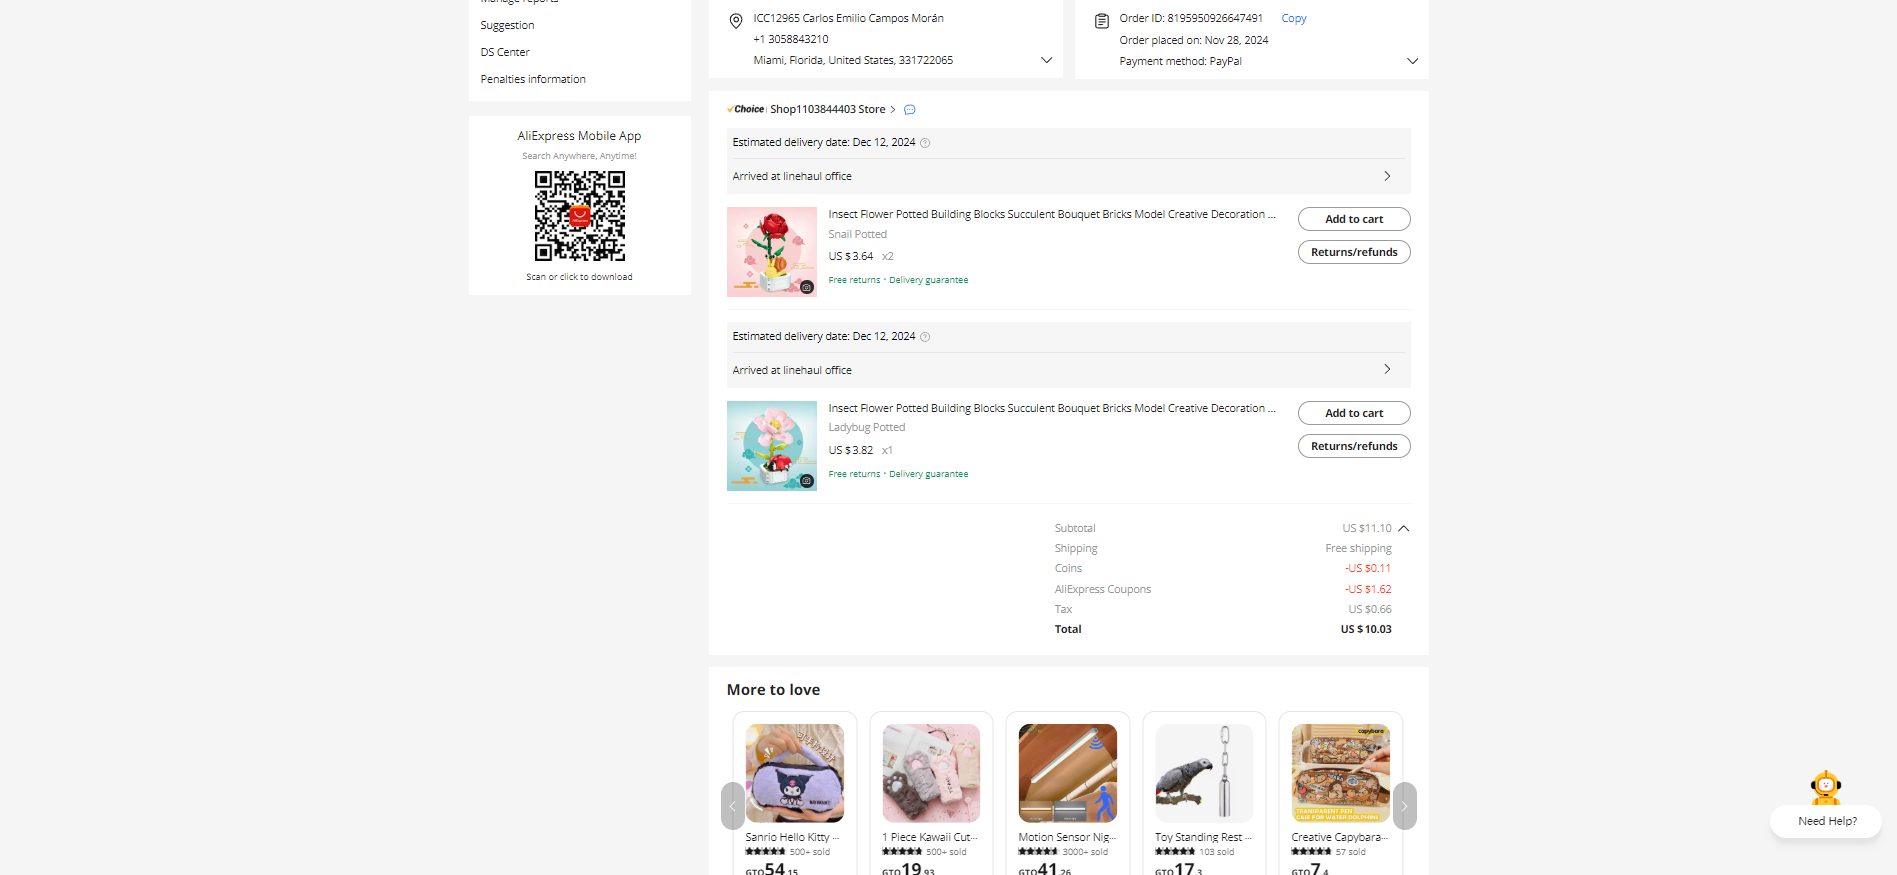 Suggestion
DS Center
Penalties information
AliExpress Mobile App
Search Anywhere, Anytime!
Scan or click to download
ICC12965 Carlos Emilio Campos Morán
+1 3058843210
Miami, Florida, United States, 331722065
Order ID: 8195950926647491 Copy
Order placed on: Nov 28, 2024
Payment method: PayPal
Choice Shop1103844403 Store
Estimated delivery date: Dec 12, 2024
Arrived at linehaul office
Insect Flower Potted Building Blocks Succulent Bouquet Bricks Model Creative Decoration ...
Snail Potted
US $3.64 x2
Free returns · Delivery guarantee
Add to cart
Returns/refunds
Estimated delivery date: Dec 12, 2024
Arrived at linehaul office
Insect Flower Potted Building Blocks Succulent Bouquet Bricks Model Creative Decoration ...
Ladybug Potted
US $3.82 x1
Free returns · Delivery guarantee
Add to cart
Returns/refunds
Subtotal US $11.10
Shipping Free shipping
Coins -US $0.11
AliExpress Coupons -US $1.62
Tax US $0.66
Total US $10.03
More to love
Sanrio Hello Kitty ...
500+ sold
GTQ54.15
1 Piece Kawaii Cut...
500+ sold
GTQ19.93
Motion Sensor Nig...
3000+ sold
GTQ41.26
Toy Standing Rest ...
103 sold
GTQ17.3
capybara
TRANSPARENT PEN
CASE FOR WATER DOLPHINS
Creative Capybara...
57 sold
GTQ7.4
Need Help?